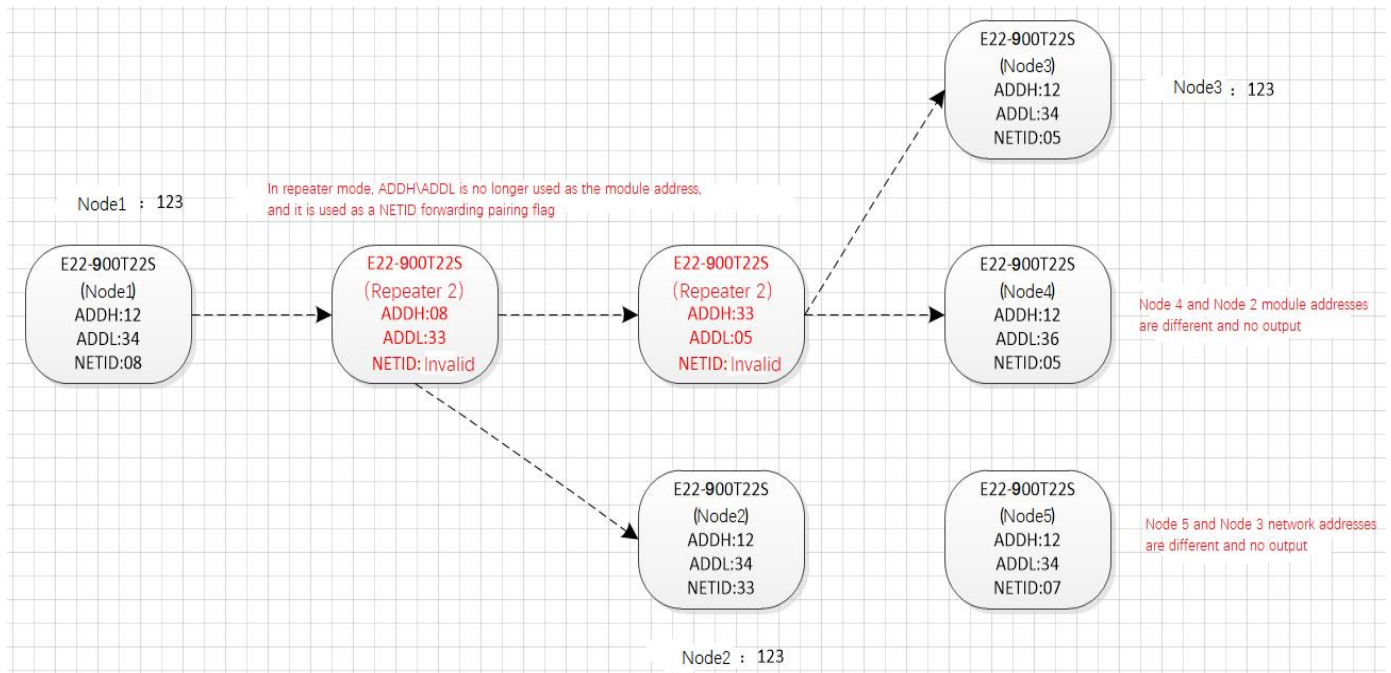 E22-900T22S
(Node3)
ADDH:12
ADDL:34
NETID:05
Node3 : 123
Node1 : 123
In repeater mode, ADDH\ADDL is no longer used as the module address,
and it is used as a NETID forwarding pairing flag
E22-900T22S
(Node1)
ADDH:12
ADDL:34
NETID:08
E22-900T22S
(Repeater 2)
ADDH:08
ADDL:33
NETID: Invalid
E22-900T22S
(Repeater 2)
ADDH:33
ADDL:05
NETID: Invalid
E22-900T22S
(Node4)
ADDH:12
ADDL:36
NETID:05
Node 4 and Node 2 module addresses
are different and no output
E22-900T22S
(Node2)
ADDH:12
ADDL:34
NETID:33
E22-900T22S
(Node5)
ADDH:12
ADDL:34
NETID:07
Node 5 and Node 3 network addresses
are different and no output
Node2 : 123